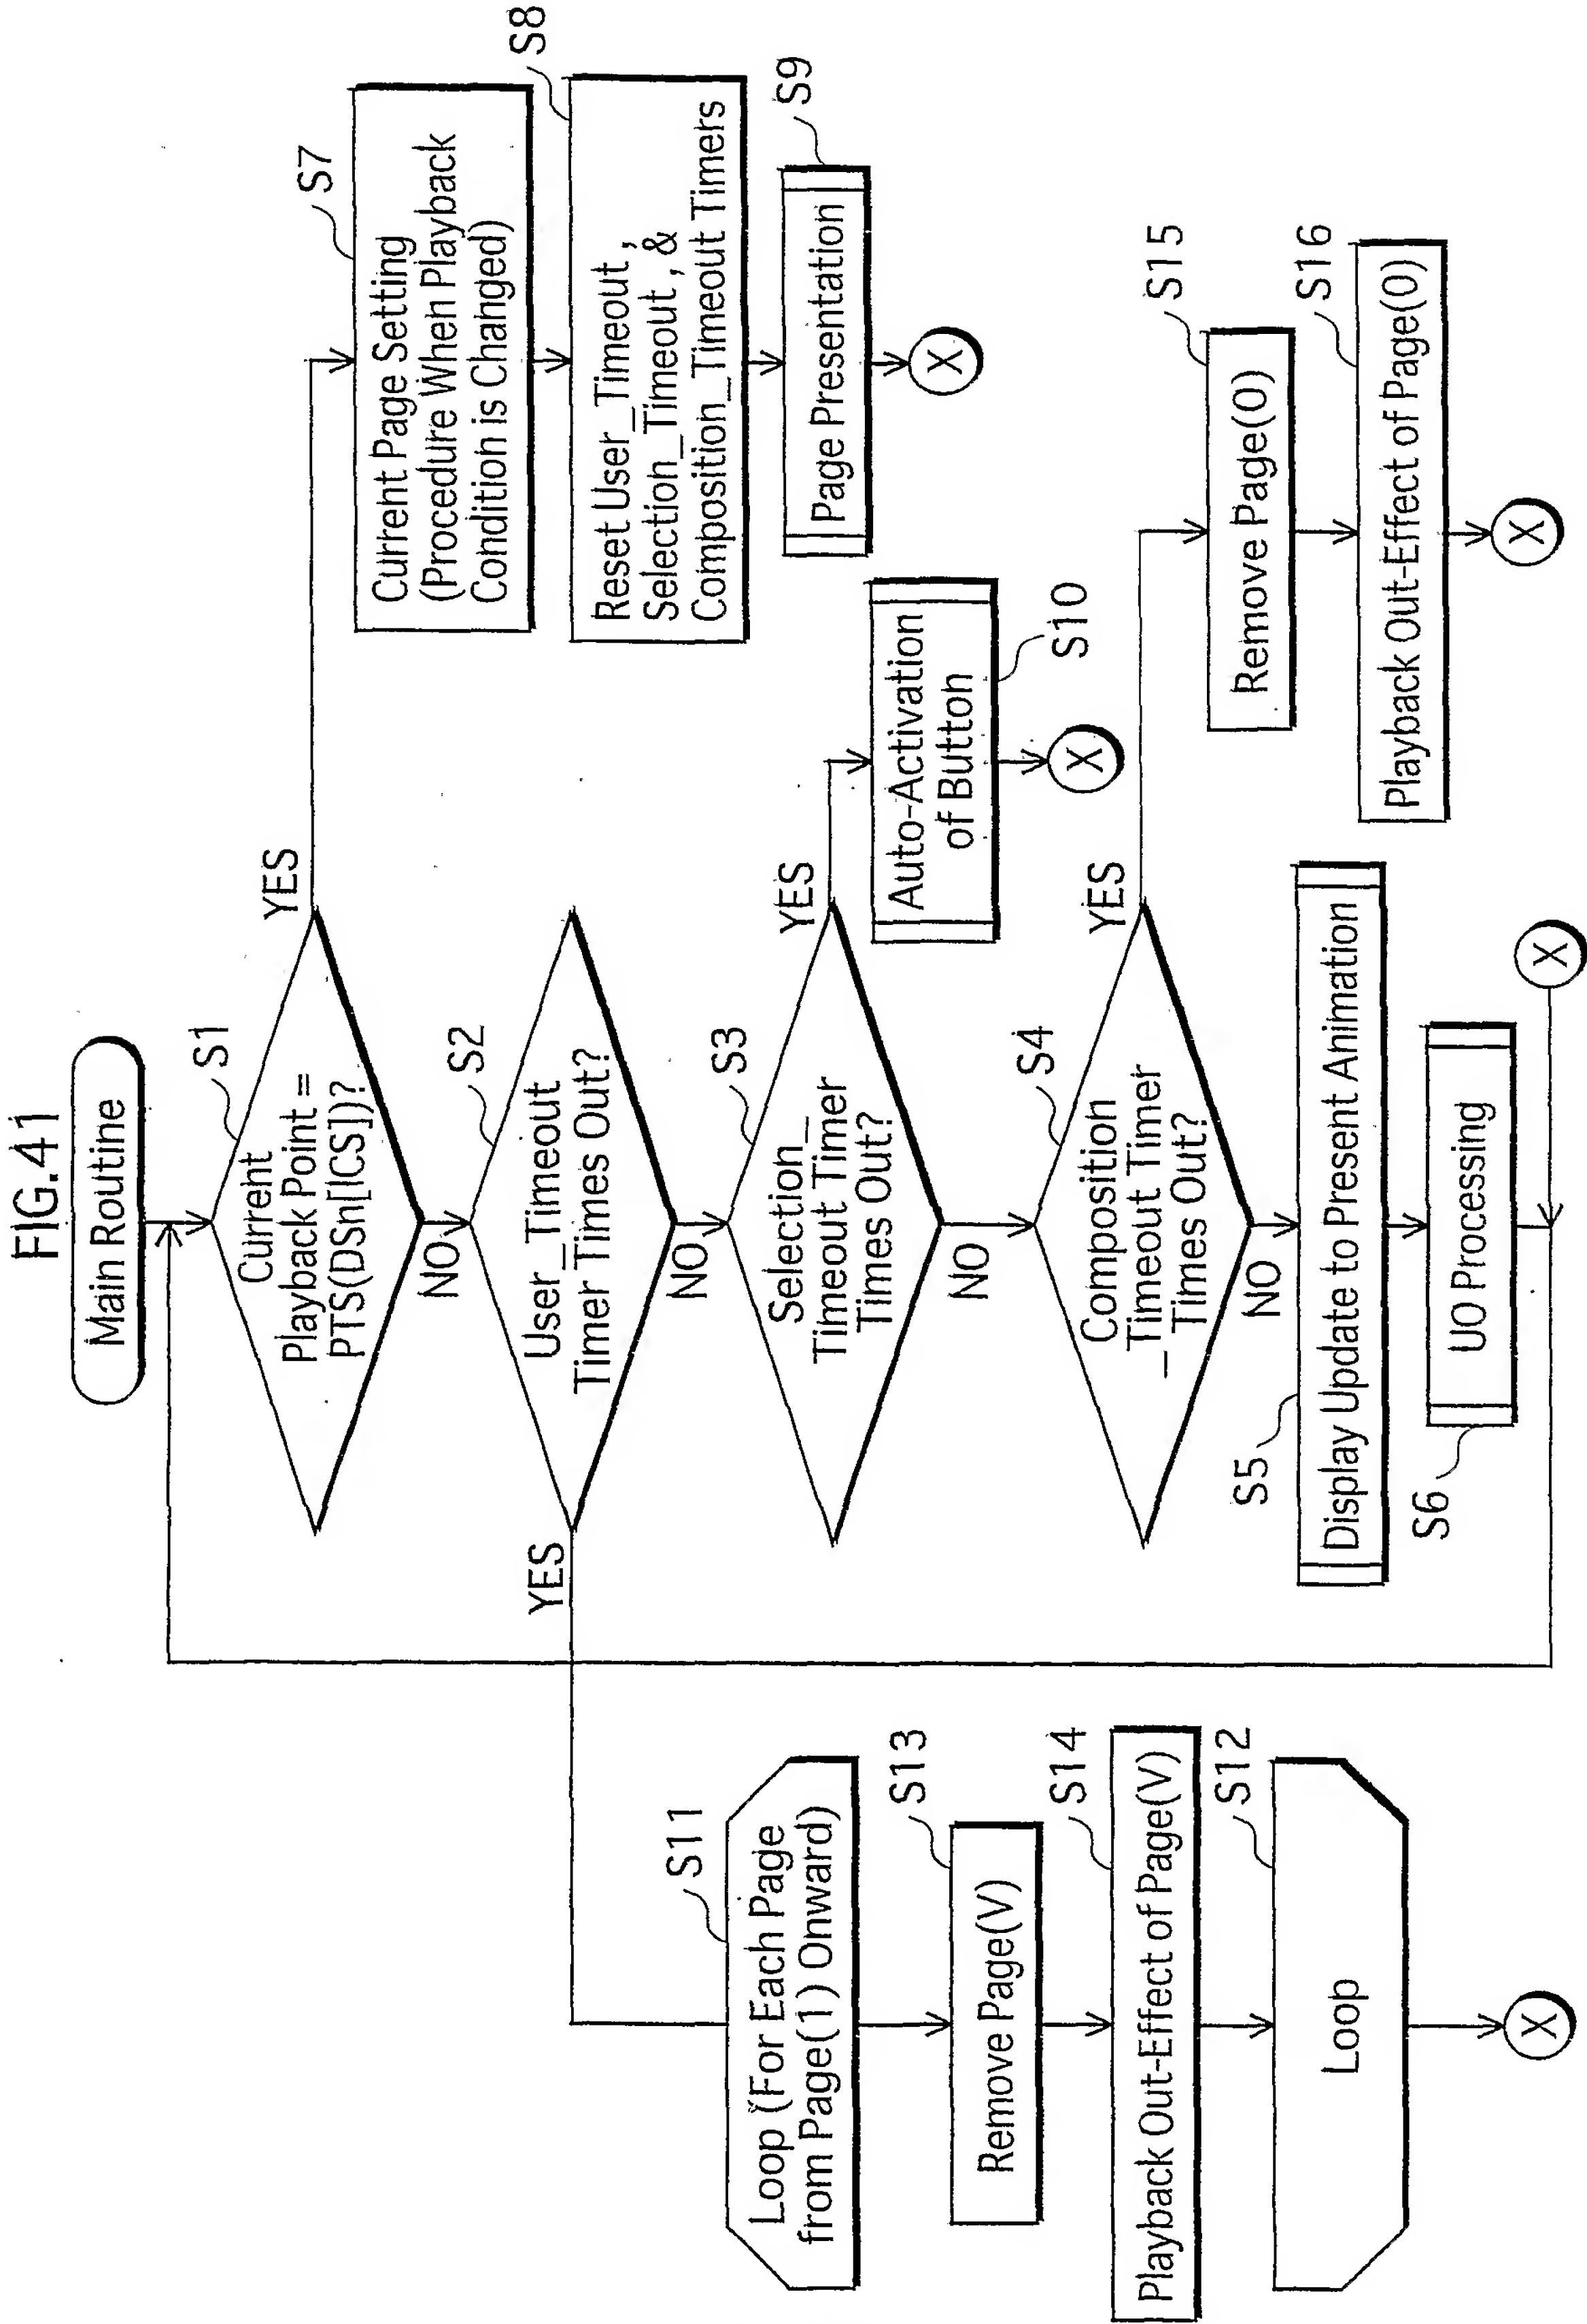 FIG.41
Main Routine
S1
Current
Playback Point =
PTS(DSn[ICS])?
YES
NO
S7
Current Page Setting
(Procedure When Playback
Condition is Changed)
S8
Reset User_Timeout,
Selection_Timeout, &
Composition_Timeout Timers
S9
Page Presentation
X
S2
User_Timeout
Timer Times Out?
YES
NO
S3
Selection_
Timeout Timer
Times Out?
YES
NO
Auto-Activation
of Button
S10
X
S4
Composition
_Timeout Timer
Times Out?
YES
NO
S15
Remove Page(0)
S16
Playback Out-Effect of Page(0)
X
S5
Display Update to Present Animation
S6
UO Processing
X
S11
Loop (For Each Page
from Page(1) Onward)
S13
Remove Page(V)
S14
Playback Out-Effect of Page(V)
S12
Loop
X